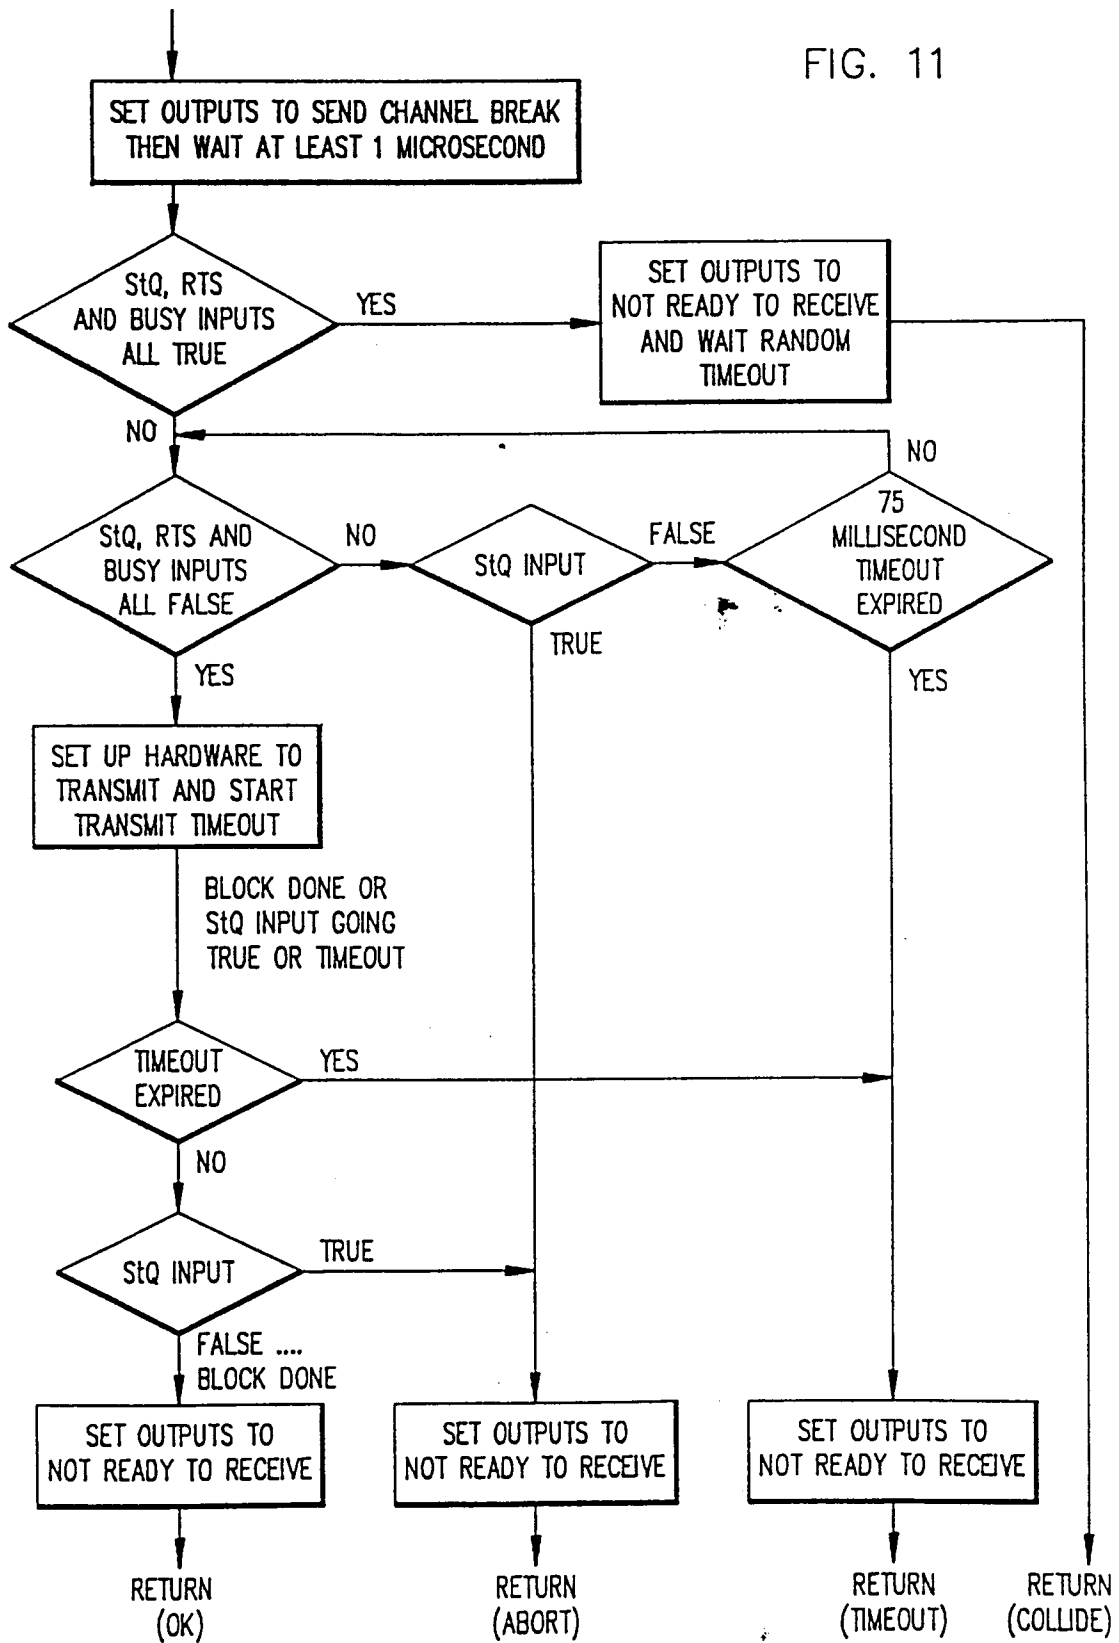 FIG. 11
SET OUTPUTS TO SEND CHANNEL BREAK
THEN WAIT AT LEAST 1 MICROSECOND
StQ, RTS
AND BUSY INPUTS
ALL TRUE
YES
SET OUTPUTS TO
NOT READY TO RECEIVE
AND WAIT RANDOM
TIMEOUT
NO
NO
StQ, RTS AND
BUSY INPUTS
ALL FALSE
NO
StQ INPUT
FALSE
75
MILLISECOND
TIMEOUT
EXPIRED
TRUE
YES
YES
SET UP HARDWARE TO
TRANSMIT AND START
TRANSMIT TIMEOUT
BLOCK DONE OR
StQ INPUT GOING
TRUE OR TIMEOUT
TIMEOUT
EXPIRED
YES
NO
StQ INPUT
TRUE
FALSE ....
BLOCK DONE
SET OUTPUTS TO
NOT READY TO RECEIVE
SET OUTPUTS TO
NOT READY TO RECEIVE
SET OUTPUTS TO
NOT READY TO RECEIVE
RETURN
(OK)
RETURN
(ABORT)
RETURN
(TIMEOUT)
RETURN
(COLLIDE)